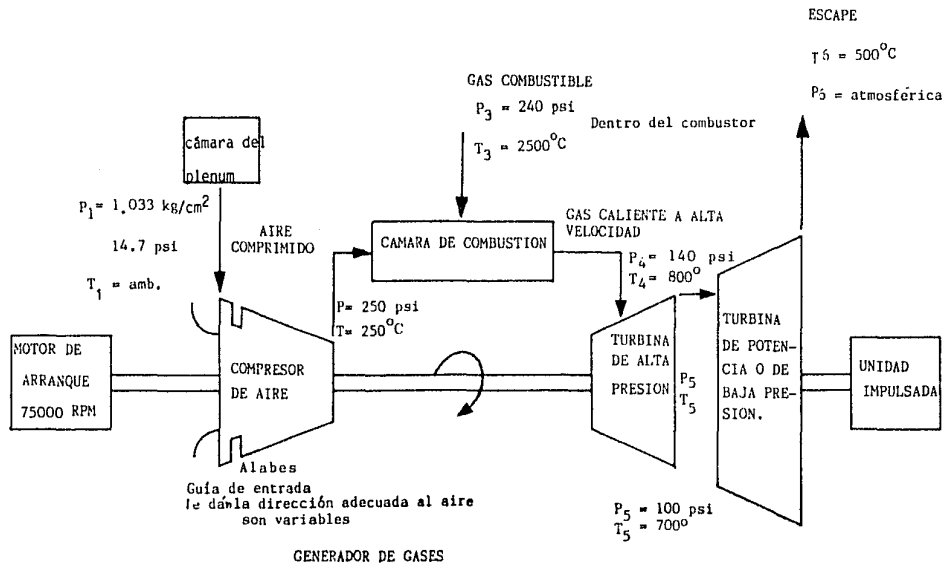 ESCAPE
T6 = 500°C
P6 = atmosférica
GAS COMBUSTIBLE
P3 = 240 psi
Dentro del combustor
T3 = 2500°C
cámara del
plenum
P1= 1.033 kg/cm2
14.7 psi
T1 = amb.
AIRE
COMPRIMIDO
CAMARA DE COMBUSTION
GAS CALIENTE A ALTA
VELOCIDAD
P4 = 140 psi
T4 = 800°
P= 250 psi
T= 250°C
MOTOR DE
ARRANQUE
75000 RPM
COMPRESOR
DE AIRE
TURBINA
DE ALTA
PRESION
P5
T5
TURBINA
DE POTEN-
CIA O DE
BAJA PRE-
SION.
UNIDAD
IMPULSADA
Alabes
Guía de entrada
le dán la dirección adecuada al aire
son variables
P5 = 100 psi
T5 = 700°
GENERADOR DE GASES